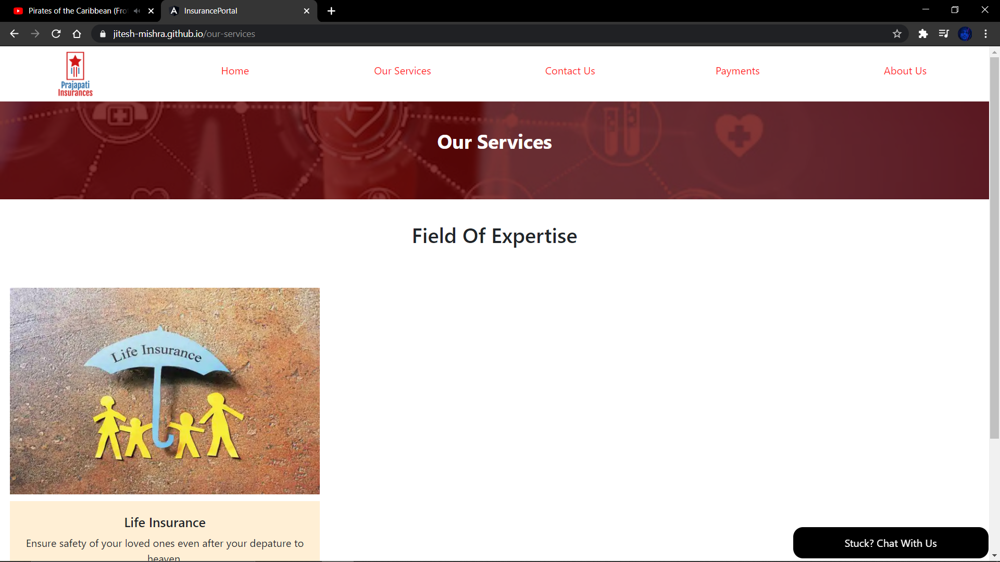 Pirates of the Caribbean (Fro
InsurancePortal
jitesh-mishra.github.io/our-services
Prajapati
Insurances
Home
Our Services
Contact Us
Payments
About Us
Our Services
Field Of Expertise
Life Insurance
Life Insurance
Ensure safety of your loved ones even after your depature to
heaven
Stuck? Chat With Us